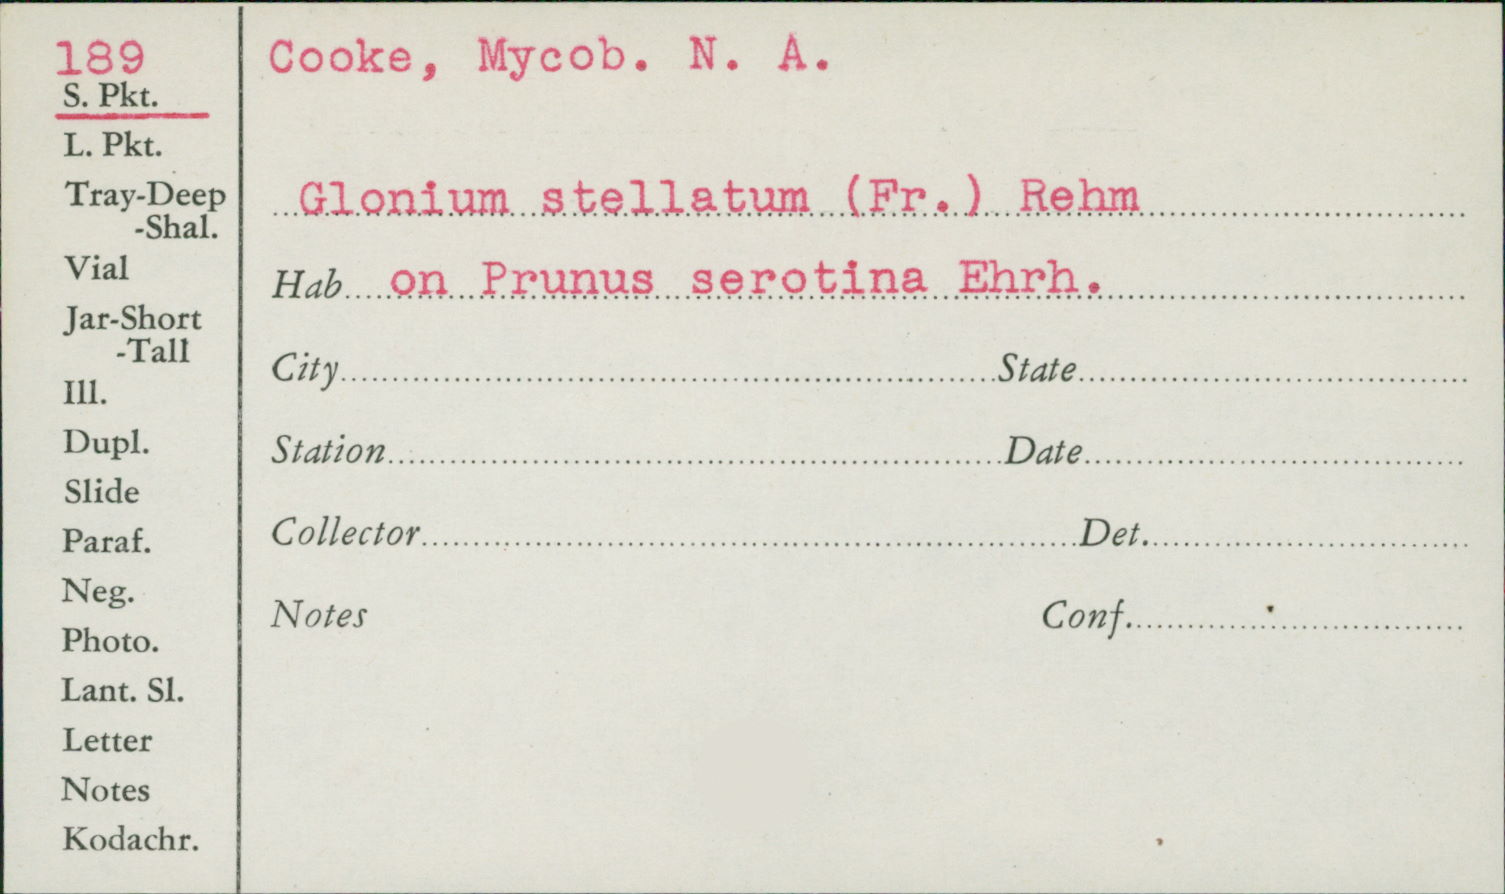 189
S. Pkt.
L. Pkt.
Tray-Deep
-Shal.
Vial
Jar-Short
-Tall
Ill.
Dupl.
Slide
Paraf.
Neg.
Photo.
Lant. Sl.
Letter
Notes
Kodachr.
Cooke, Mycob. N. A.
Glonium stellatum (Fr.) Rehm
Hab on Prunus serotina Ehrh.
City State
Station Date
Collector Det.
Notes Conf.